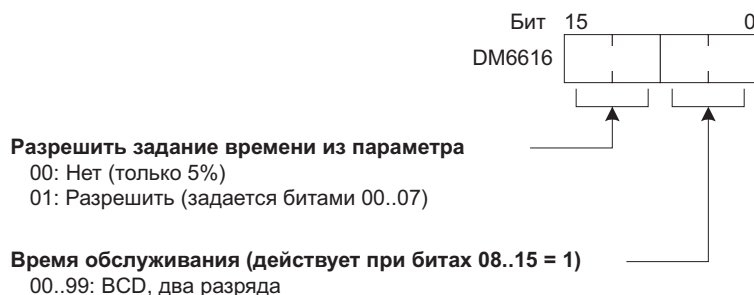 Бит 15 0
DM6616
Разрешить задание времени из параметра
00: Нет (только 5%)
01: Разрешить (задается битами 00..07)
Время обслуживания (действует при битах 08..15 = 1)
00..99: BCD, два разряда